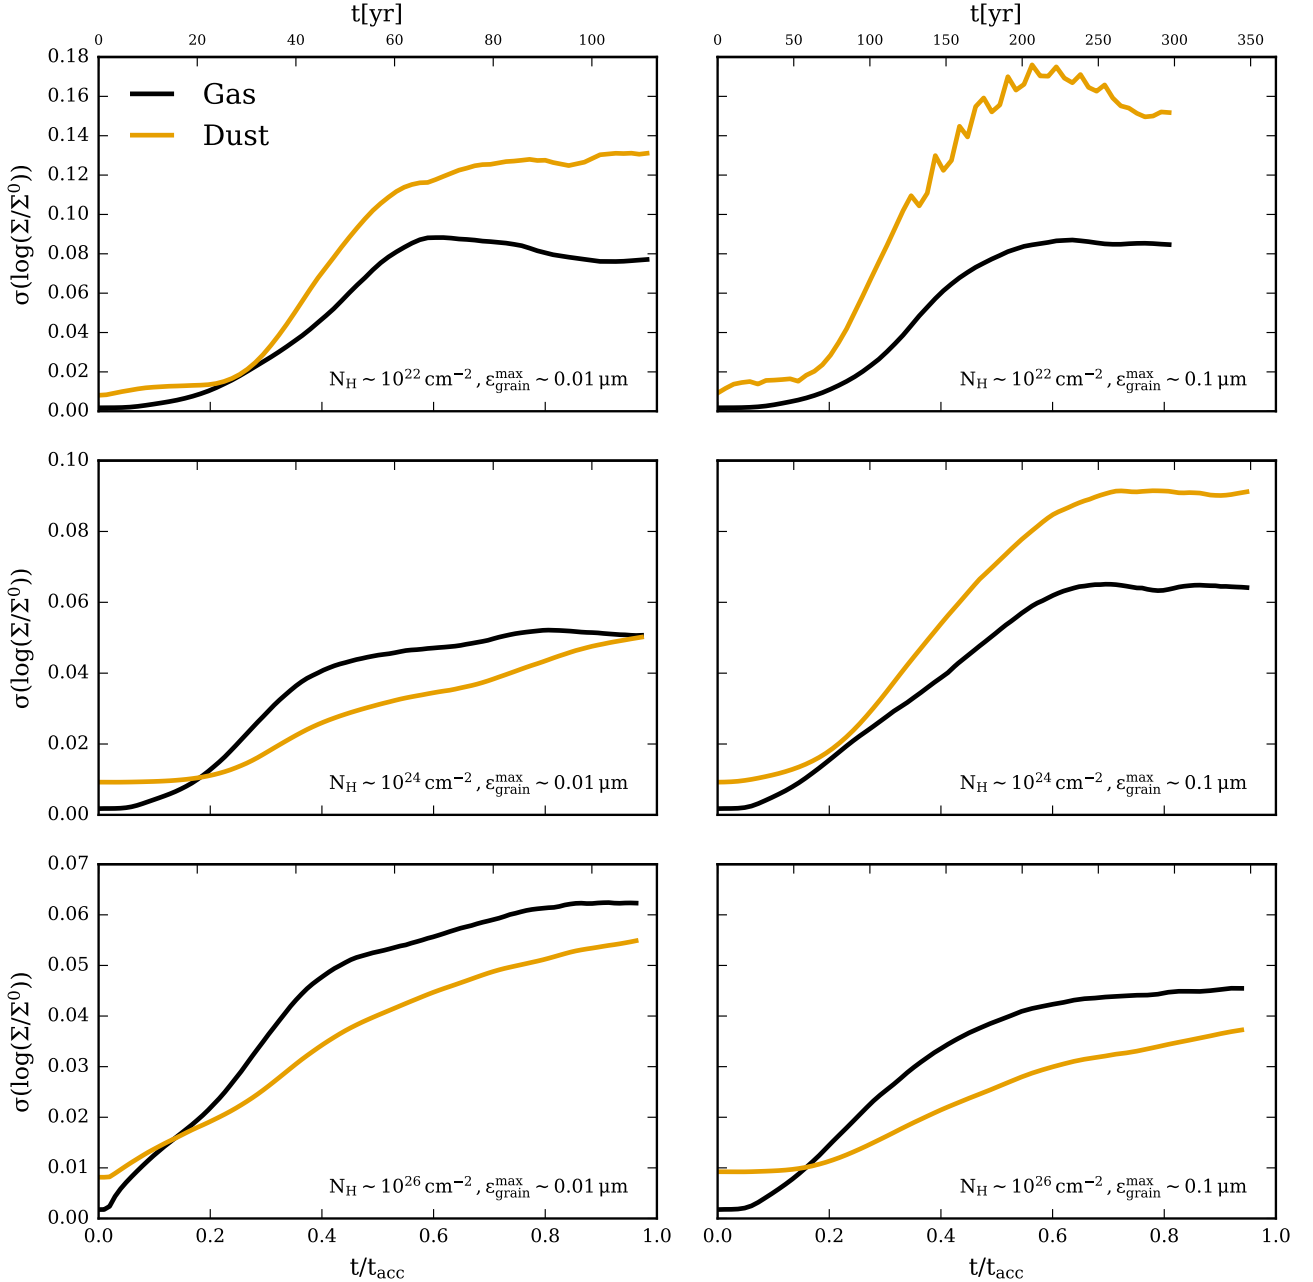 t[yr] t[yr]
0 20 40 60 80 100 0 50 100 150 200 250 300 350
0.18
0.16
0.14
0.12
0.10
0.08
0.06
0.04
0.02
0.00
σ(log(Σ/Σ⁰))
Gas
Dust
N_H ~ 10²² cm⁻², ε_grain^max ~ 0.01 μm
N_H ~ 10²² cm⁻², ε_grain^max ~ 0.1 μm
0.10
0.08
0.06
0.04
0.02
0.00
σ(log(Σ/Σ⁰))
N_H ~ 10²⁴ cm⁻², ε_grain^max ~ 0.01 μm
N_H ~ 10²⁴ cm⁻², ε_grain^max ~ 0.1 μm
0.07
0.06
0.05
0.04
0.03
0.02
0.01
0.00
σ(log(Σ/Σ⁰))
N_H ~ 10²⁶ cm⁻², ε_grain^max ~ 0.01 μm
N_H ~ 10²⁶ cm⁻², ε_grain^max ~ 0.1 μm
0.0 0.2 0.4 0.6 0.8 1.0 0.0 0.2 0.4 0.6 0.8 1.0
t/t_acc t/t_acc